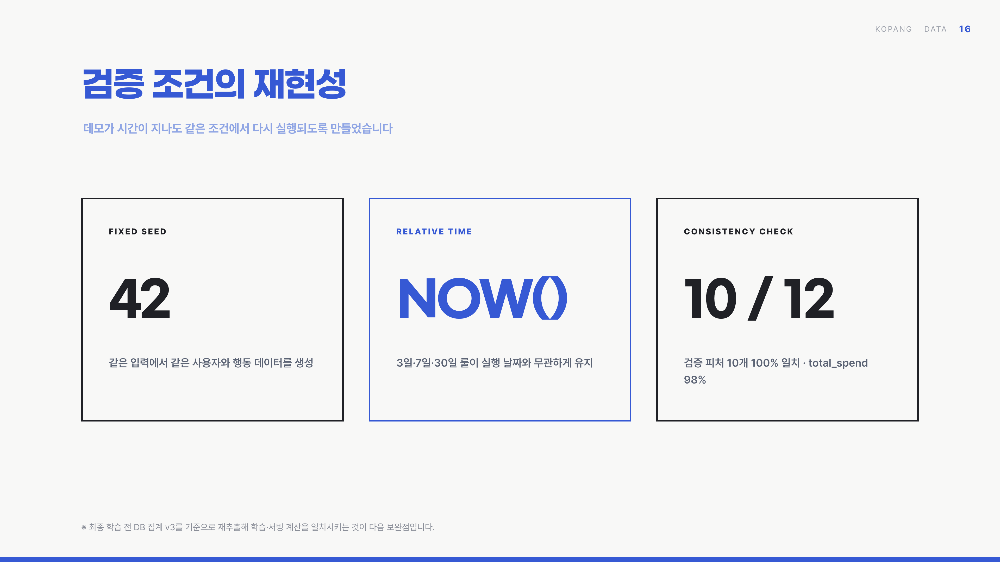 KOPANG DATA 16
검증 조건의 재현성
데모가 시간이 지나도 같은 조건에서 다시 실행되도록 만들었습니다
FIXED SEED
42
같은 입력에서 같은 사용자와 행동 데이터를 생성
RELATIVE TIME
NOW()
3일·7일·30일 룰이 실행 날짜와 무관하게 유지
CONSISTENCY CHECK
10 / 12
검증 피처 10개 100% 일치 · total_spend
98%
※ 최종 학습 전 DB 집계 v3를 기준으로 재추출해 학습·서빙 계산을 일치시키는 것이 다음 보완점입니다.